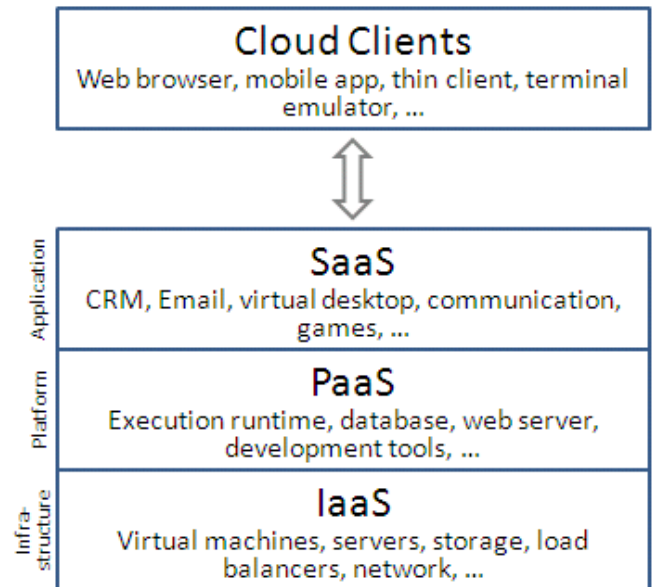 Cloud Clients
Web browser, mobile app, thin client, terminal
emulator, ...
Application
SaaS
CRM, Email, virtual desktop, communication,
games, ...
Platform
PaaS
Execution runtime, database, web server,
development tools, ...
Infra-
structure
IaaS
Virtual machines, servers, storage, load
balancers, network, ...